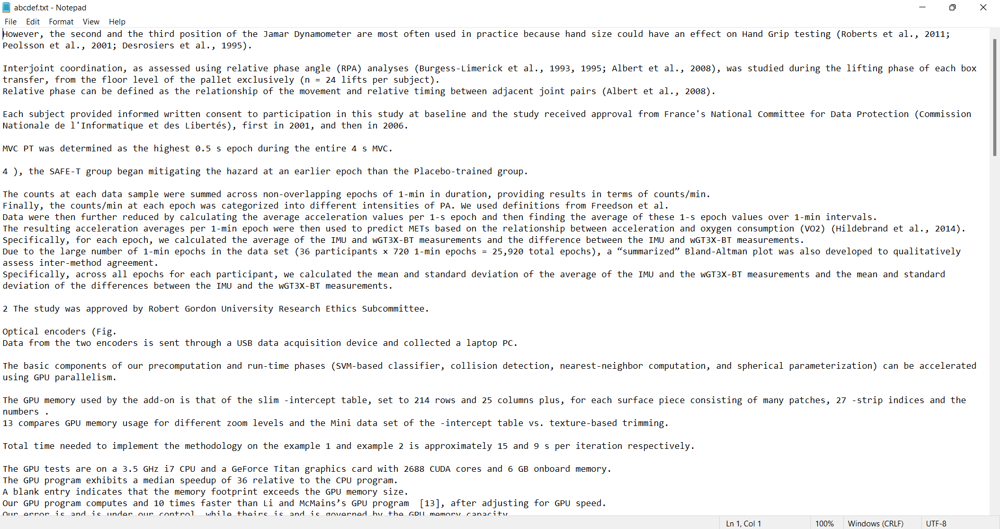 abcdef.txt - Notepad
File Edit Format View Help
However, the second and the third position of the Jamar Dynamometer are most often used in practice because hand size could have an effect on Hand Grip testing (Roberts et al., 2011;
Peolsson et al., 2001; Desrosiers et al., 1995).
Interjoint coordination, as assessed using relative phase angle (RPA) analyses (Burgess-Limerick et al., 1993, 1995; Albert et al., 2008), was studied during the lifting phase of each box
transfer, from the floor level of the pallet exclusively (n = 24 lifts per subject).
Relative phase can be defined as the relationship of the movement and relative timing between adjacent joint pairs (Albert et al., 2008).
Each subject provided informed written consent to participation in this study at baseline and the study received approval from France's National Committee for Data Protection (Commission
Nationale de l'Informatique et des Libertés), first in 2001, and then in 2006.
MVC PT was determined as the highest 0.5 s epoch during the entire 4 s MVC.
4 ), the SAFE-T group began mitigating the hazard at an earlier epoch than the Placebo-trained group.
The counts at each data sample were summed across non-overlapping epochs of 1-min in duration, providing results in terms of counts/min.
Finally, the counts/min at each epoch was categorized into different intensities of PA. We used definitions from Freedson et al.
Data were then further reduced by calculating the average acceleration values per 1-s epoch and then finding the average of these 1-s epoch values over 1-min intervals.
The resulting acceleration averages per 1-min epoch were then used to predict METs based on the relationship between acceleration and oxygen consumption (VO2) (Hildebrand et al., 2014).
Specifically, for each epoch, we calculated the average of the IMU and wGT3X-BT measurements and the difference between the IMU and wGT3X-BT measurements.
Due to the large number of 1-min epochs in the data set (36 participants × 720 1-min epochs = 25,920 total epochs), a “summarized” Bland-Altman plot was also developed to qualitatively
assess inter-method agreement.
Specifically, across all epochs for each participant, we calculated the mean and standard deviation of the average of the IMU and the wGT3X-BT measurements and the mean and standard
deviation of the differences between the IMU and the wGT3X-BT measurements.
2 The study was approved by Robert Gordon University Research Ethics Subcommittee.
Optical encoders (Fig.
Data from the two encoders is sent through a USB data acquisition device and collected a laptop PC.
The basic components of our precomputation and run-time phases (SVM-based classifier, collision detection, nearest-neighbor computation, and spherical parameterization) can be accelerated
using GPU parallelism.
The GPU memory used by the add-on is that of the slim -intercept table, set to 214 rows and 25 columns plus, for each surface piece consisting of many patches, 27 -strip indices and the
numbers .
13 compares GPU memory usage for different zoom levels and the Mini data set of the -intercept table vs. texture-based trimming.
Total time needed to implement the methodology on the example 1 and example 2 is approximately 15 and 9 s per iteration respectively.
The GPU tests are on a 3.5 GHz i7 CPU and a GeForce Titan graphics card with 2688 CUDA cores and 6 GB onboard memory.
The GPU program exhibits a median speedup of 36 relative to the CPU program.
A blank entry indicates that the memory footprint exceeds the GPU memory size.
Our GPU program computes and 10 times faster than Li and McMains’s GPU program  [13], after adjusting for GPU speed.
Our error is and is under our control, while theirs is and is governed by the GPU memory capacity.
Ln 1, Col 1 100% Windows (CRLF) UTF-8